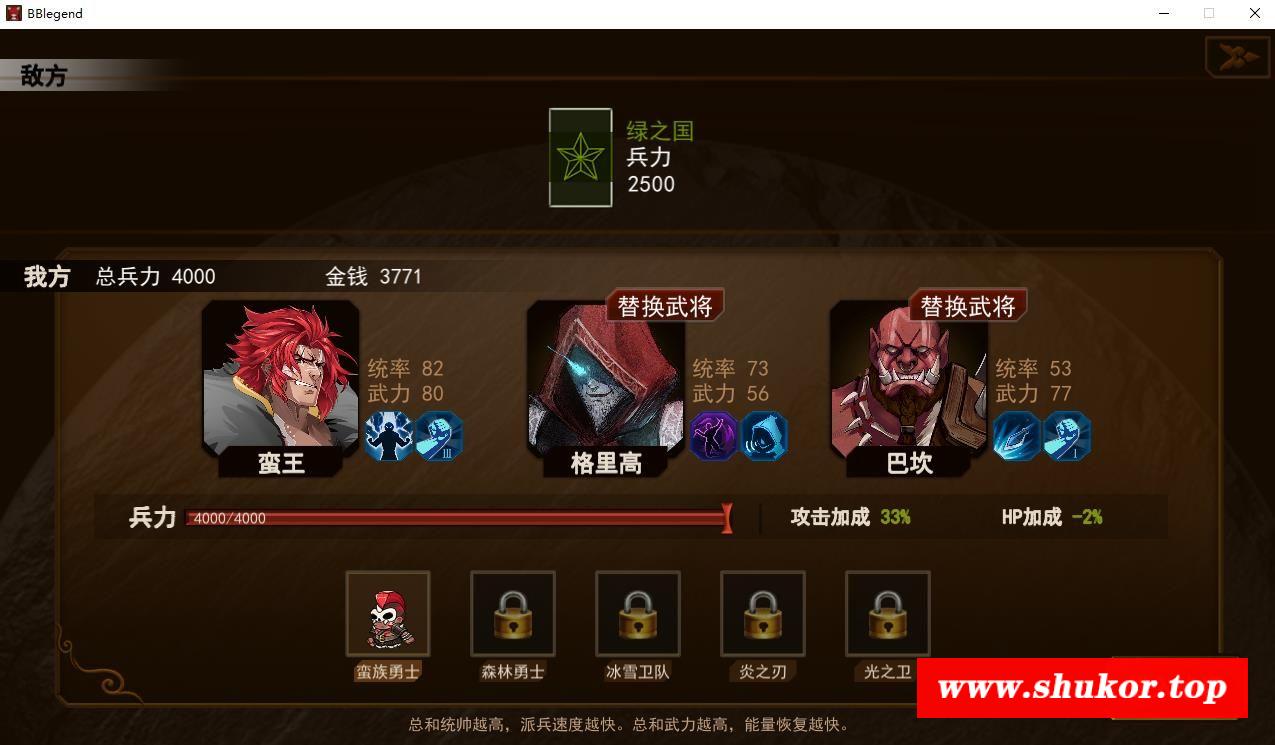 BBlegend
敌方
绿之国
兵力
2500
我方 总兵力 4000 金钱 3771
替换武将 替换武将
统率 82 统率 73 统率 53
武力 80 武力 56 武力 77
III I
蛮王 格里高 巴坎
兵力 4000/4000 攻击加成 33% HP加成 -2%
蛮族勇士 森林勇士 冰雪卫队 炎之刃 光之卫
www.shukor.top
总和统帅越高，派兵速度越快。总和武力越高，能量恢复越快。